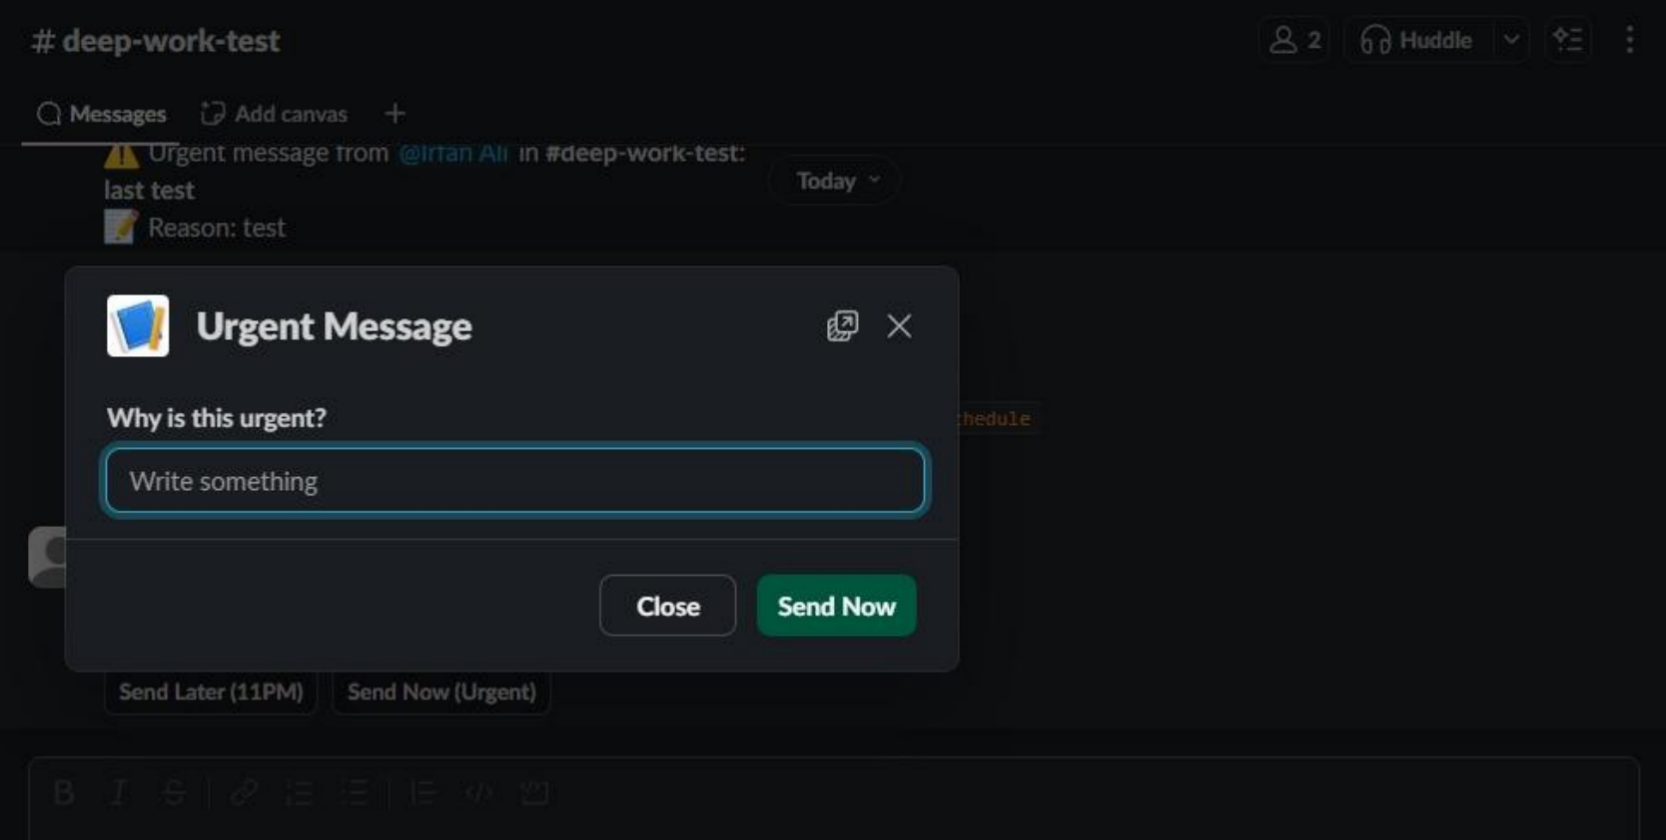 # deep-work-test
2
Huddle
Messages
Add canvas
+
⚠️ Urgent message from @Irfan Ali in #deep-work-test:
last test
Today
📝 Reason: test
Urgent Message
Why is this urgent?
chedule
Write something
Close
Send Now
Send Later (11PM)
Send Now (Urgent)
B I S